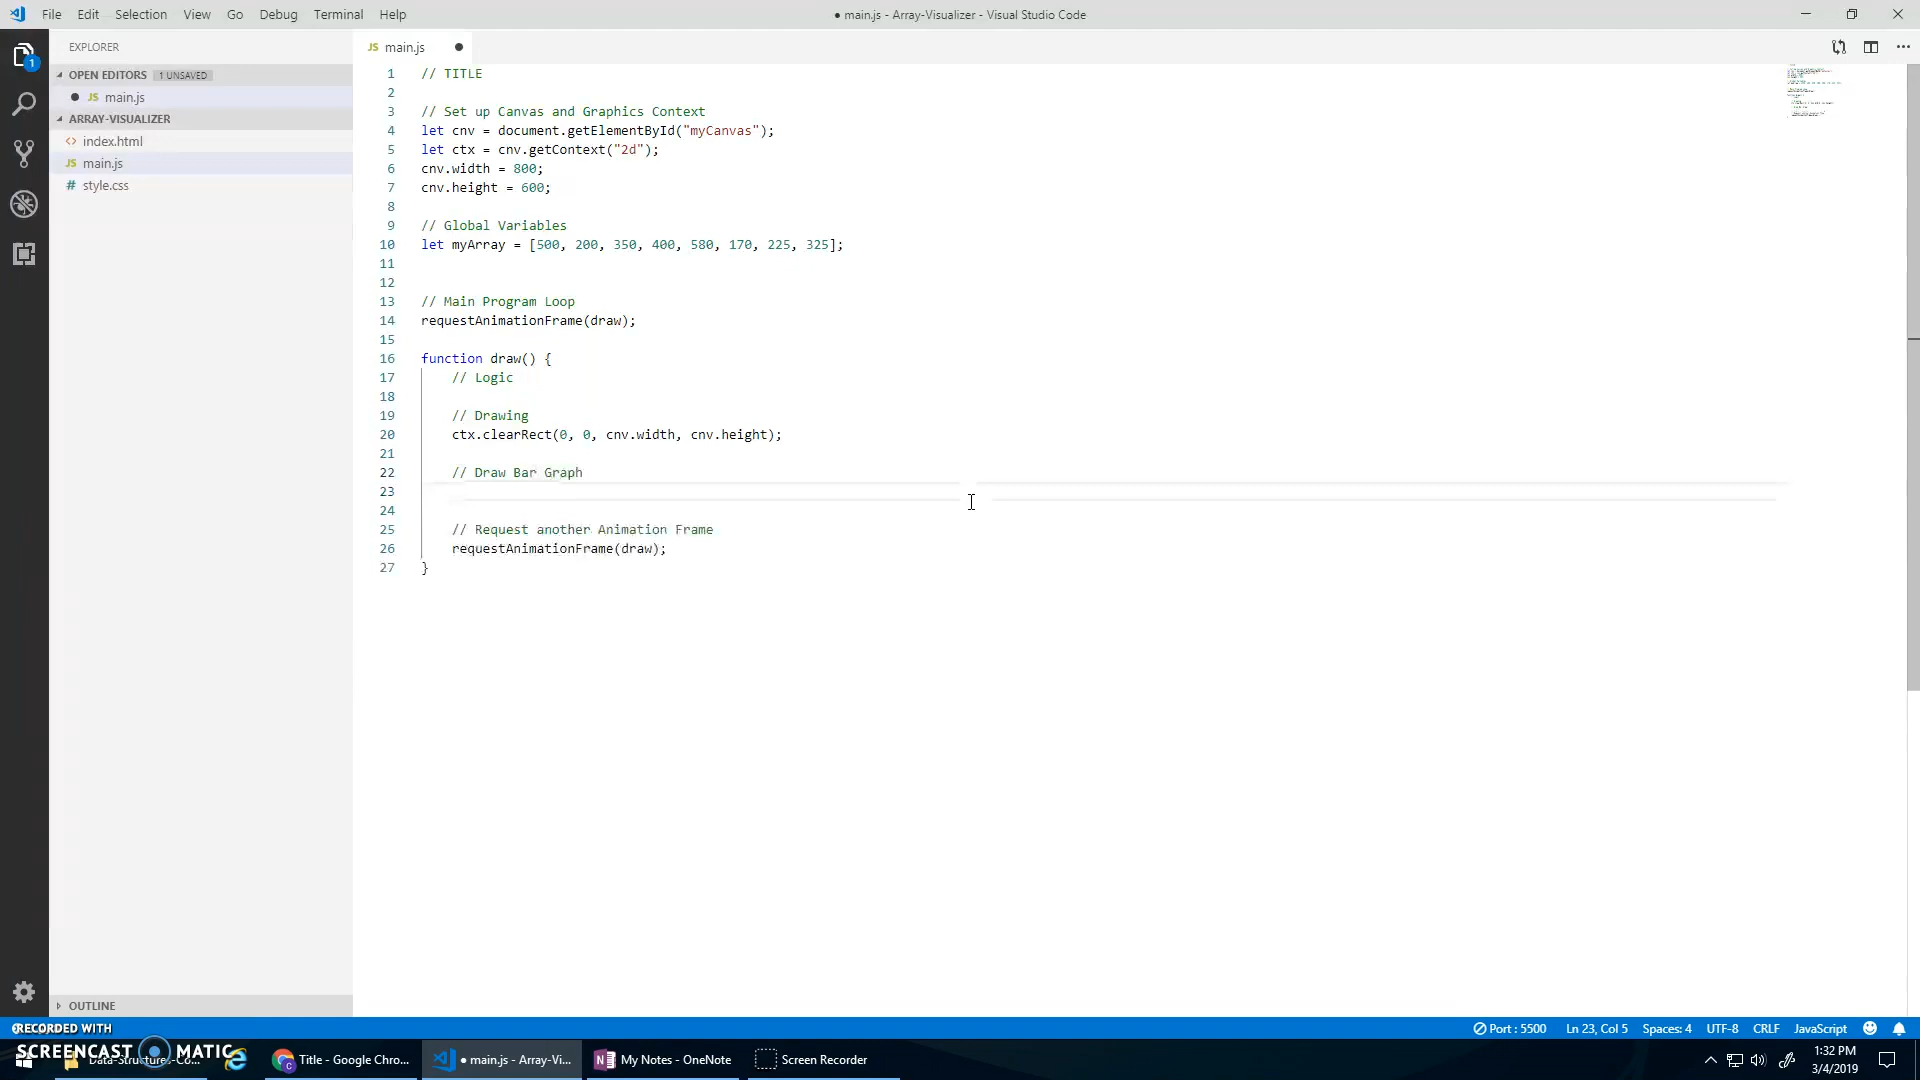 File Edit Selection View Go Debug Terminal Help
● main.js - Array-Visualizer - Visual Studio Code
EXPLORER
OPEN EDITORS 1 UNSAVED
JS main.js
ARRAY-VISUALIZER
<> index.html
JS main.js
# style.css
OUTLINE
1
JS main.js
1 // TITLE
2
3 // Set up Canvas and Graphics Context
4 let cnv = document.getElementById("myCanvas");
5 let ctx = cnv.getContext("2d");
6 cnv.width = 800;
7 cnv.height = 600;
8
9 // Global Variables
10 let myArray = [500, 200, 350, 400, 580, 170, 225, 325];
11
12
13 // Main Program Loop
14 requestAnimationFrame(draw);
15
16 function draw() {
17 // Logic
18
19 // Drawing
20 ctx.clearRect(0, 0, cnv.width, cnv.height);
21
22 // Draw Bar Graph
23
24
25 // Request another Animation Frame
26 requestAnimationFrame(draw);
27 }
RECORDED WITH
SCREENCAST MATIC
Port : 5500 Ln 23, Col 5 Spaces: 4 UTF-8 CRLF JavaScript
Data-Structures-Co...
Title - Google Chro...
● main.js - Array-Vi...
My Notes - OneNote
Screen Recorder
1:32 PM
3/4/2019